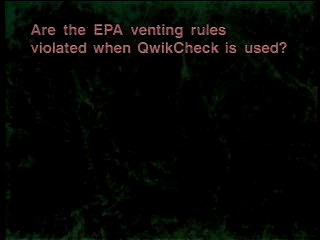 Are the EPA venting rules
violated when QwikCheck is used?